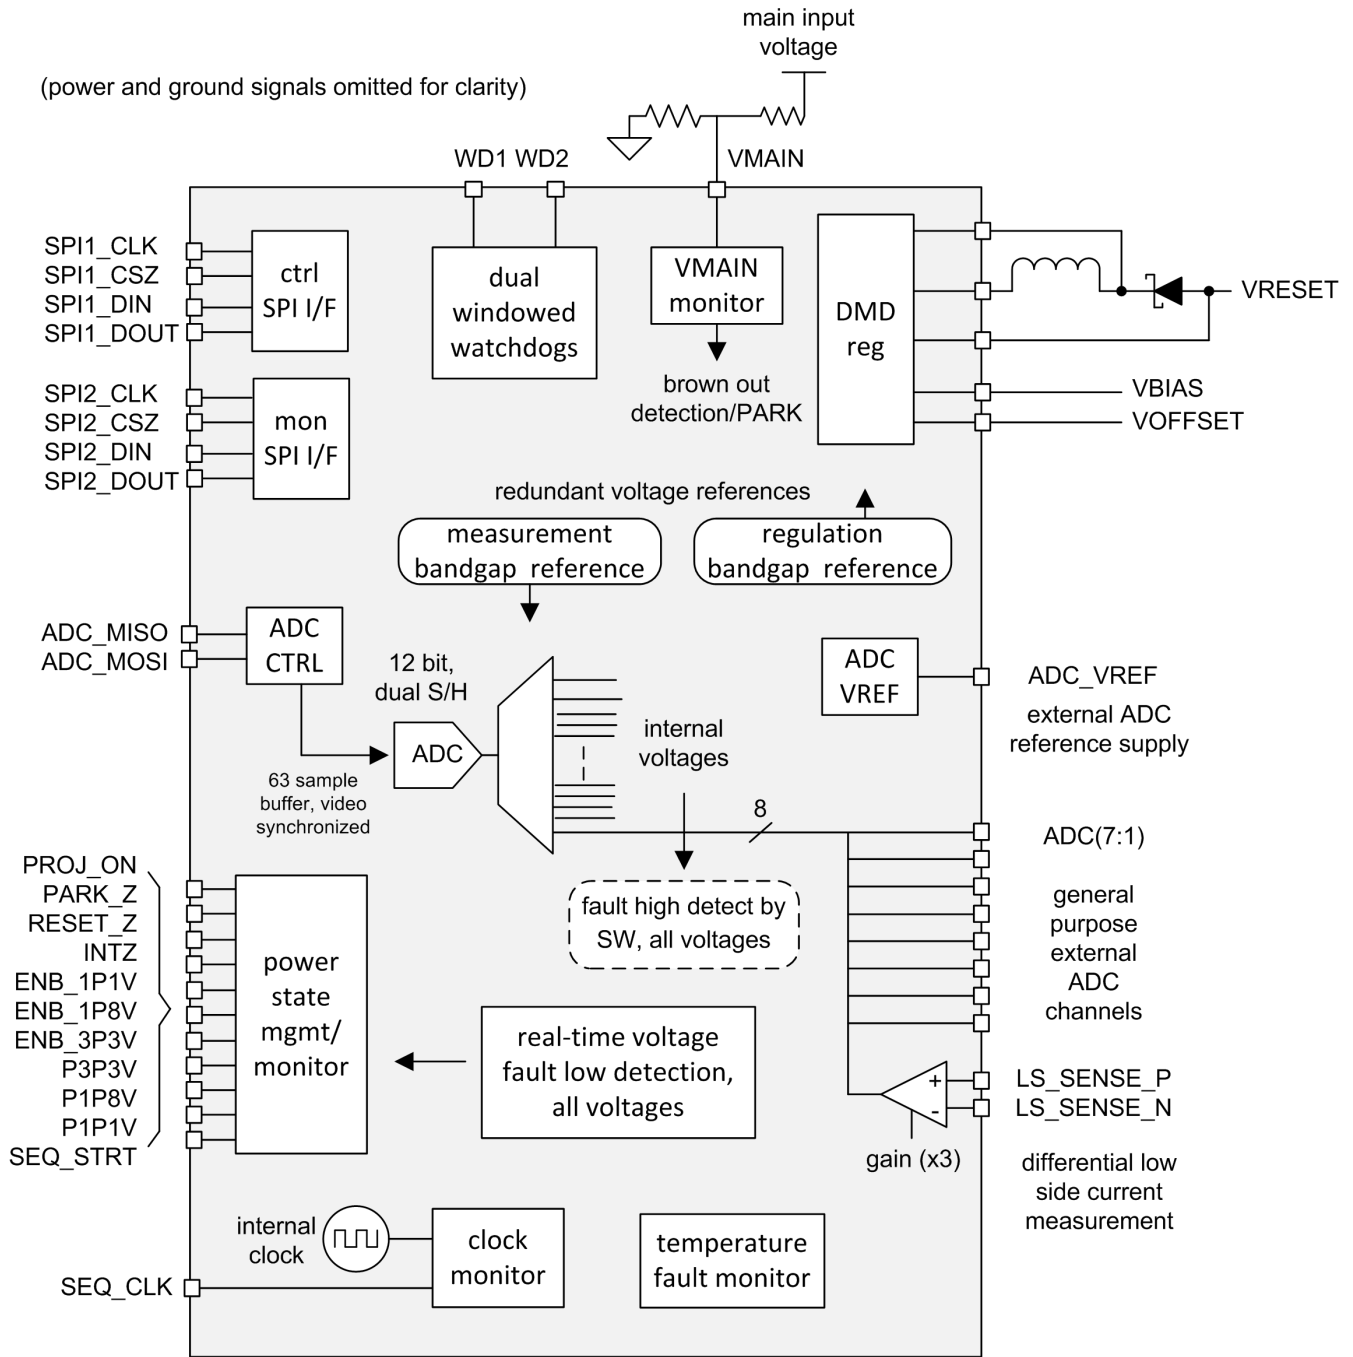 main input
voltage
(power and ground signals omitted for clarity)
WD1 WD2
VMAIN
SPI1_CLK
SPI1_CSZ
SPI1_DIN
SPI1_DOUT
ctrl
SPI I/F
dual
windowed
watchdogs
VMAIN
monitor
brown out
detection/PARK
DMD
reg
VRESET
VBIAS
VOFFSET
SPI2_CLK
SPI2_CSZ
SPI2_DIN
SPI2_DOUT
mon
SPI I/F
redundant voltage references
measurement
bandgap reference
regulation
bandgap reference
ADC_MISO
ADC_MOSI
ADC
CTRL
12 bit,
dual S/H
ADC
63 sample
buffer, video
synchronized
internal
voltages
8
ADC
VREF
ADC_VREF
external ADC
reference supply
ADC(7:1)
general
purpose
external
ADC
channels
fault high detect by
SW, all voltages
PROJ_ON
PARK_Z
RESET_Z
INTZ
ENB_1P1V
ENB_1P8V
ENB_3P3V
P3P3V
P1P8V
P1P1V
SEQ_STRT
power
state
mgmt/
monitor
real-time voltage
fault low detection,
all voltages
+
-
gain (x3)
LS_SENSE_P
LS_SENSE_N
differential low
side current
measurement
internal
clock
clock
monitor
temperature
fault monitor
SEQ_CLK